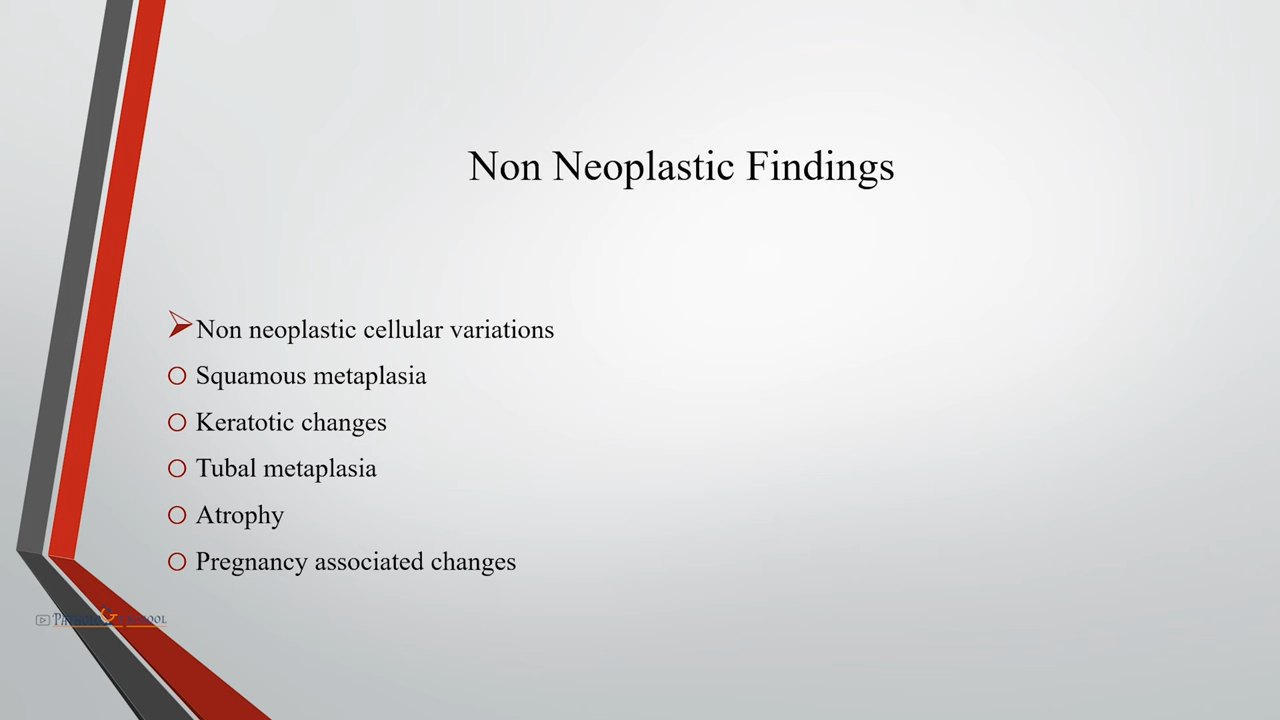 Non Neoplastic Findings
Non neoplastic cellular variations
Squamous metaplasia
Keratotic changes
Tubal metaplasia
Atrophy
Pregnancy associated changes